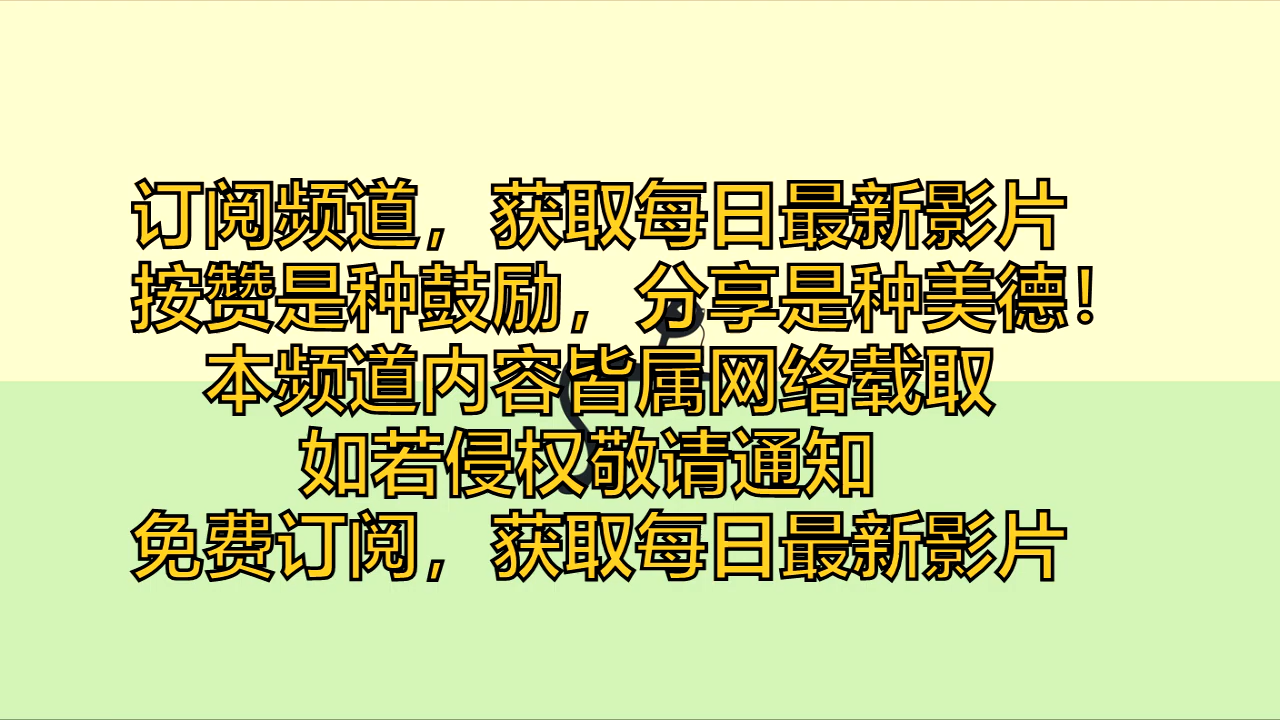 订阅频道，获取每日最新影片
按赞是种鼓励，分享是种美德！
本频道内容皆属网络载取
如若侵权敬请通知
免费订阅，获取每日最新影片